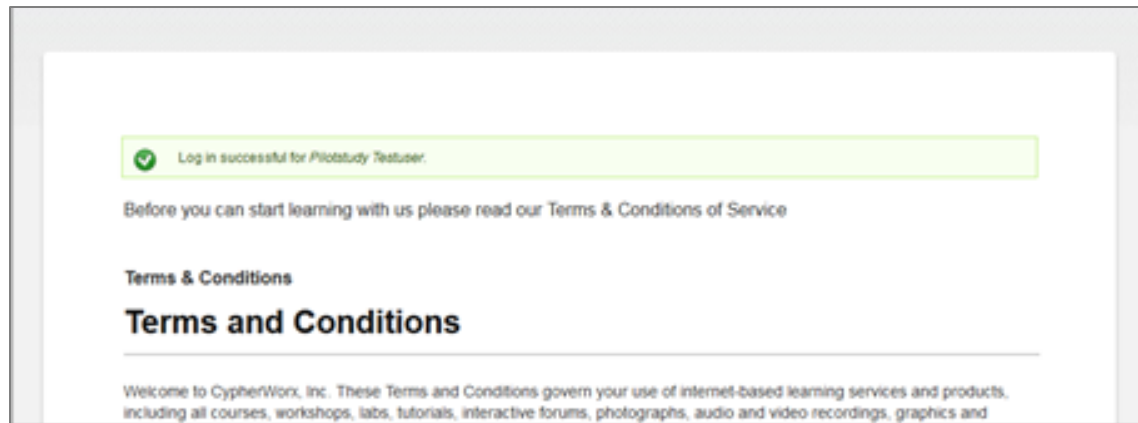 Log in successful for Pilotstudy Testuser.
Before you can start learning with us please read our Terms & Conditions of Service
Terms & Conditions
Terms and Conditions
Welcome to CypherWorx, Inc. These Terms and Conditions govern your use of internet-based learning services and products,
including all courses, workshops, labs, tutorials, interactive forums, photographs, audio and video recordings, graphics and